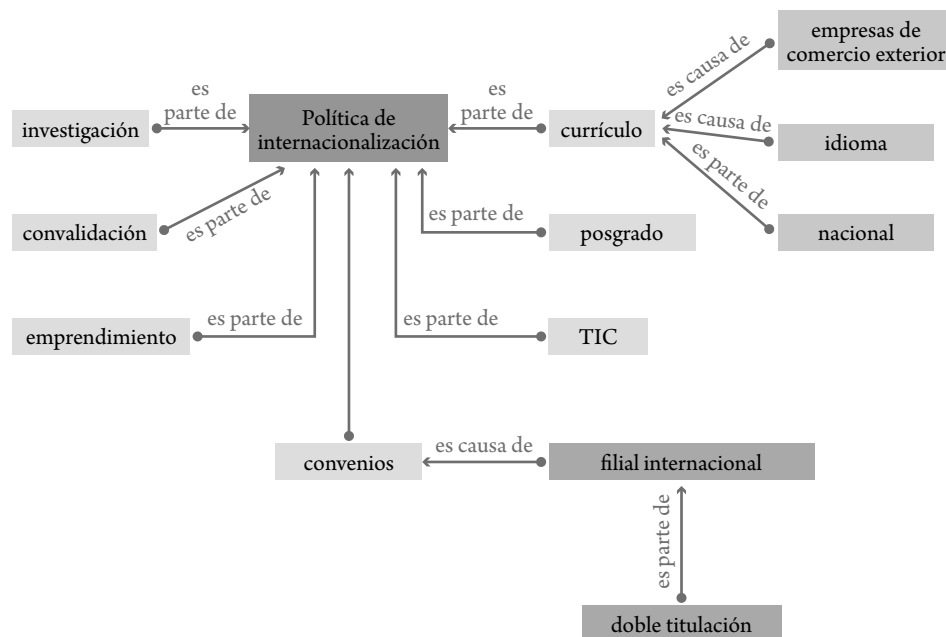 empresas de
comercio exterior
es causa de
es
parte de
Política de
internacionalización
es
parte de
investigación
currículo
es causa de
idioma
es parte de
convalidación
es parte de
es parte de
posgrado
nacional
emprendimiento
es parte de
es parte de
TIC
convenios
es causa de
filial internacional
es parte de
doble titulación